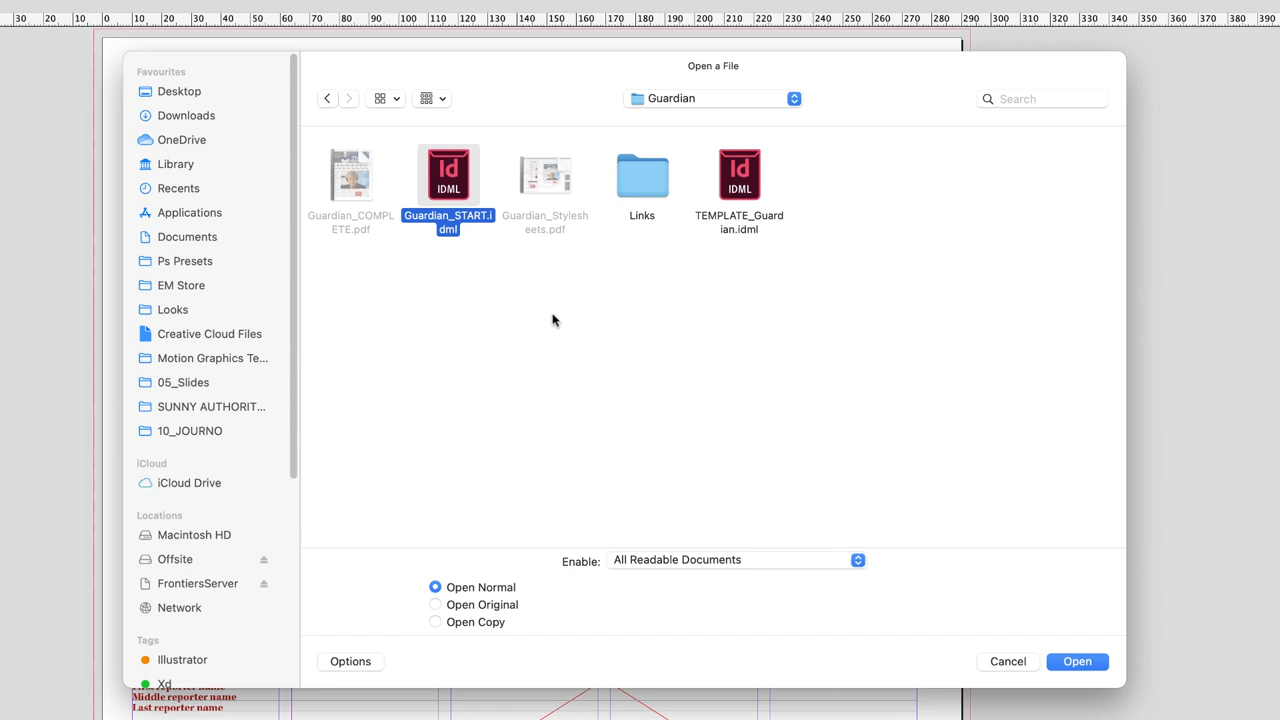 30 20 10 0 10 20 30 40 50 60 70 80 90 100 110 120 130 140 150 160 170 180 190 200 210 220 230 240 250 260 270 280 290 300 310 320 330 340 350 360 370 380 390
Open a File
Guardian
Search
Favourites
Desktop
Downloads
OneDrive
Library
Recents
Applications
Documents
Ps Presets
EM Store
Looks
Creative Cloud Files
Motion Graphics Te...
05_Slides
SUNNY AUTHORIT...
10_JOURNO
iCloud
iCloud Drive
Locations
Macintosh HD
Offsite
FrontiersServer
Network
Tags
Illustrator
Xd
Guardian_COMPL
ETE.pdf
Id
IDML
Guardian_START.i
dml
Guardian_Stylesh
eets.pdf
Links
Id
IDML
TEMPLATE_Guard
ian.idml
Enable: All Readable Documents
Open Normal
Open Original
Open Copy
Options
Cancel
Open
Middle reporter name
Last reporter name